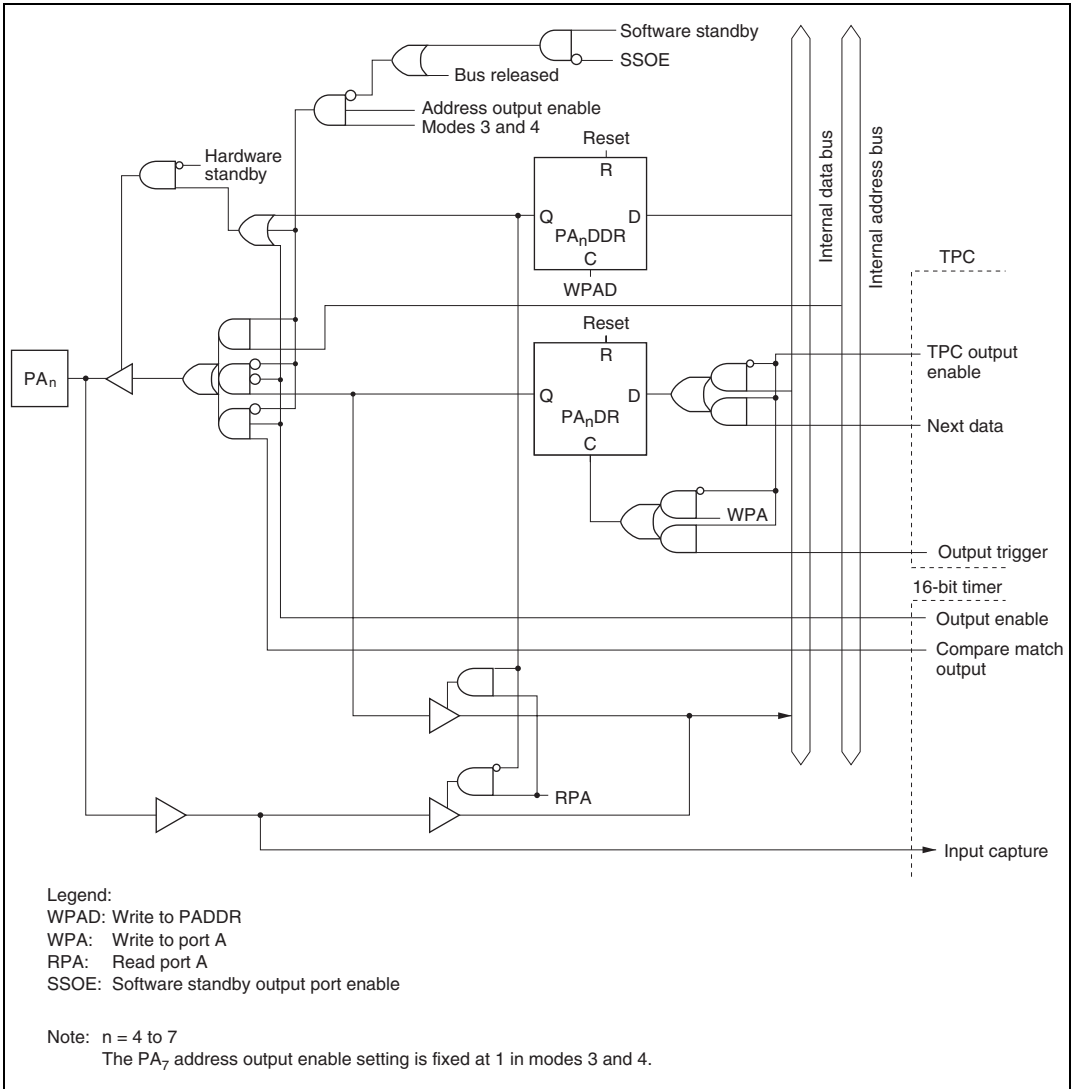 Software standby
SSOE
Bus released
Address output enable
Modes 3 and 4
Hardware
standby
Reset
R
Q
D
PAnDDR
C
WPAD
Internal data bus
Internal address bus
TPC
Reset
R
Q
D
PAnDR
C
TPC output
enable
PAn
Next data
WPA
Output trigger
16-bit timer
Output enable
Compare match
output
RPA
Input capture
Legend:
WPAD: Write to PADDR
WPA: Write to port A
RPA: Read port A
SSOE: Software standby output port enable
Note: n = 4 to 7
The PA7 address output enable setting is fixed at 1 in modes 3 and 4.